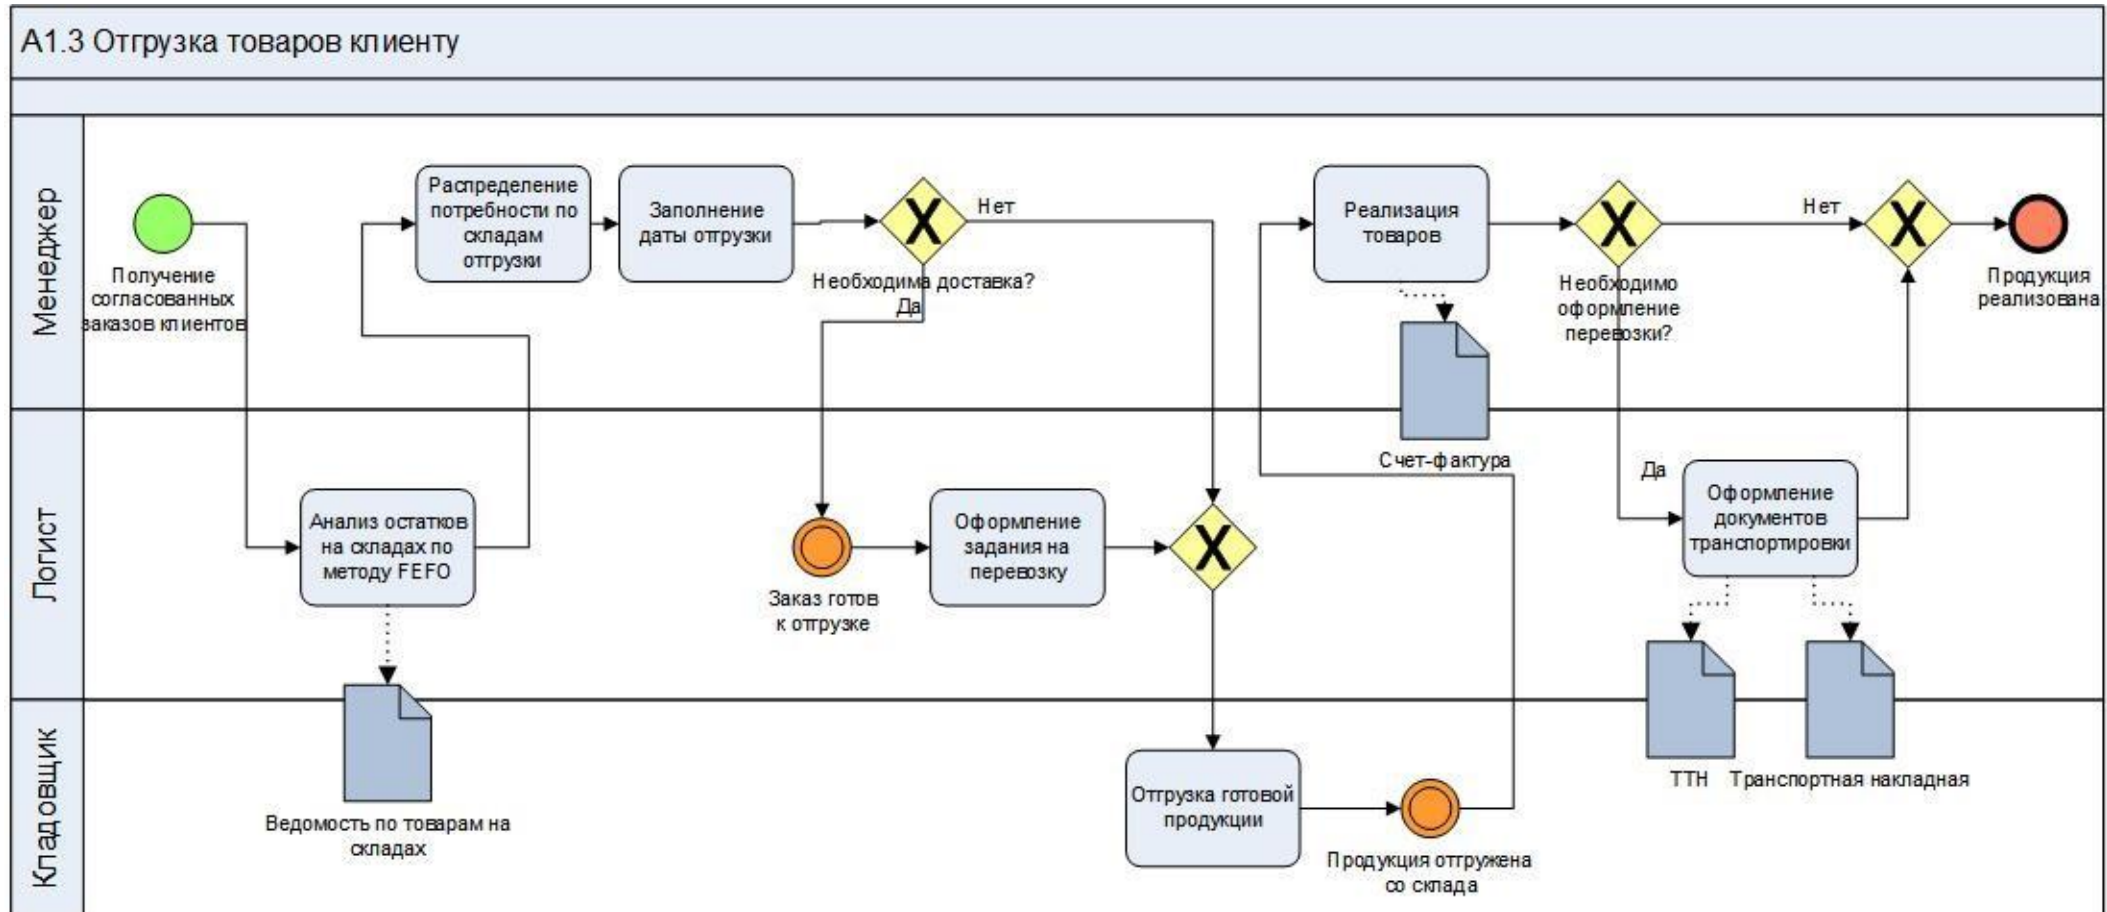 А1.3 Отгрузка товаров клиенту
Менеджер
Получение
согласованных
заказов клиентов
Распределение
потребности по
складам
отгрузки
Заполнение
даты отгрузки
Нет
Необходима доставка?
Да
Реализация
товаров
Необходимо
оформление
перевозки?
Нет
Продукция
реализована
Счет-фактура
Логист
Анализ остатков
на складах по
методу FEFO
Заказ готов
к отгрузке
Оформление
задания на
перевозку
Да
Оформление
документов
транспортировки
Кладовщик
Ведомость по товарам на
складах
Отгрузка готовой
продукции
Продукция отгружена
со склада
ТТН
Транспортная накладная